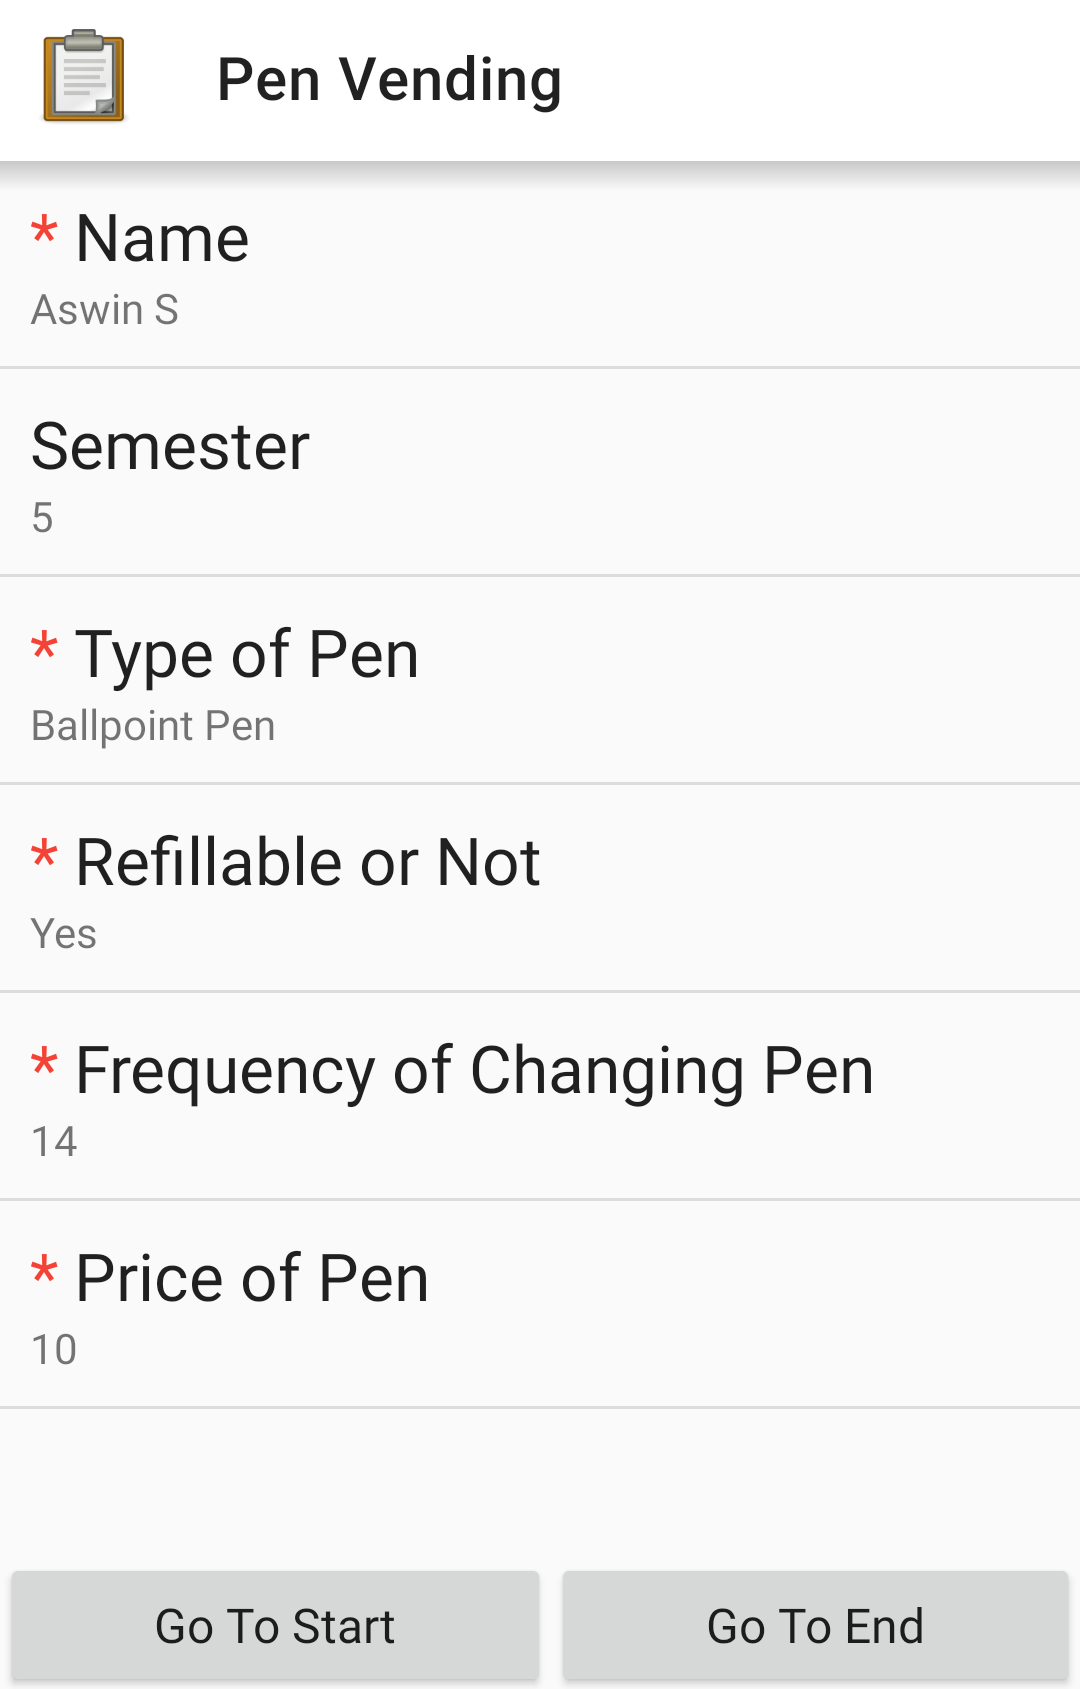 Pen Vending
* Name
Aswin S
Semester
5
* Type of Pen
Ballpoint Pen
* Refillable or Not
Yes
* Frequency of Changing Pen
14
* Price of Pen
10
Go To Start
Go To End